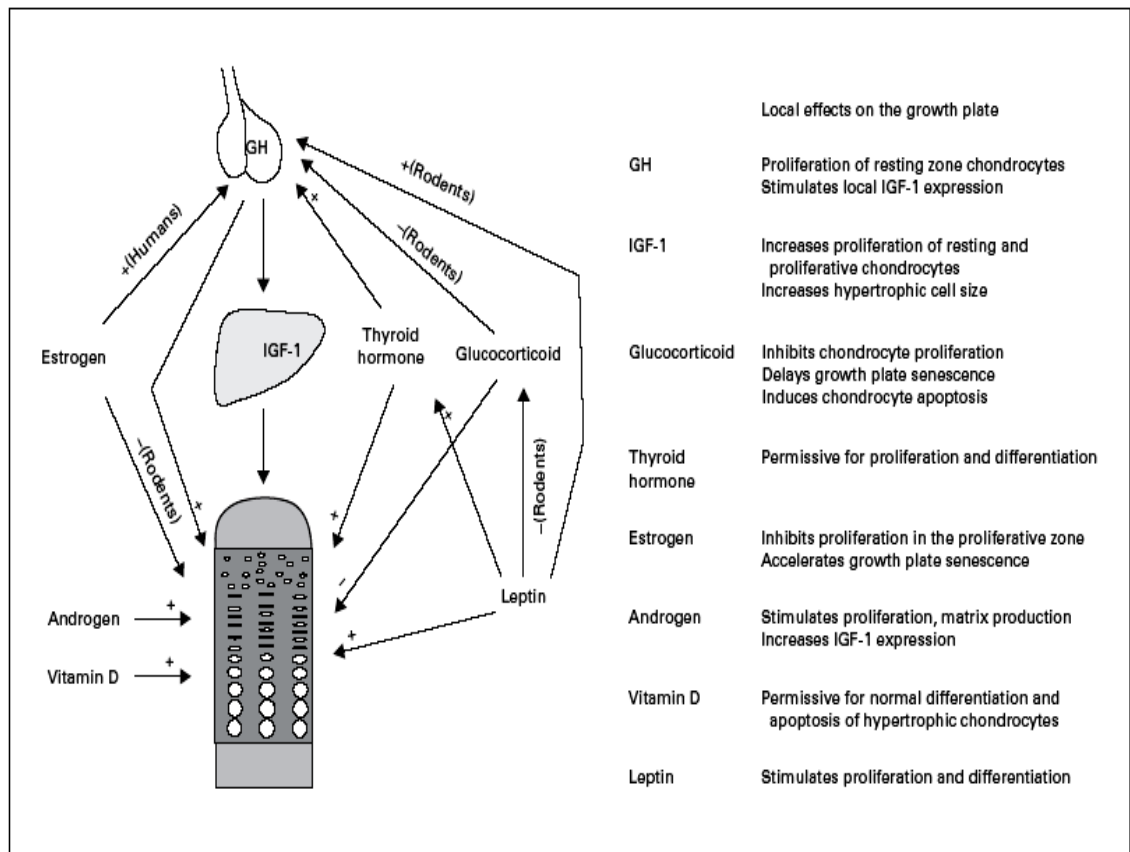 GH
+(Rodents)
+
–(Rodents)
+(Humans)
Estrogen
IGF-1
Thyroid
hormone
Glucocorticoid
+
–(Rodents)
–(Rodents)
+
+
–
Leptin
+
Androgen
+
Vitamin D
+
Local effects on the growth plate
GH Proliferation of resting zone chondrocytes
Stimulates local IGF-1 expression
IGF-1 Increases proliferation of resting and
proliferative chondrocytes
Increases hypertrophic cell size
Glucocorticoid Inhibits chondrocyte proliferation
Delays growth plate senescence
Induces chondrocyte apoptosis
Thyroid Permissive for proliferation and differentiation
hormone
Estrogen Inhibits proliferation in the proliferative zone
Accelerates growth plate senescence
Androgen Stimulates proliferation, matrix production
Increases IGF-1 expression
Vitamin D Permissive for normal differentiation and
apoptosis of hypertrophic chondrocytes
Leptin Stimulates proliferation and differentiation